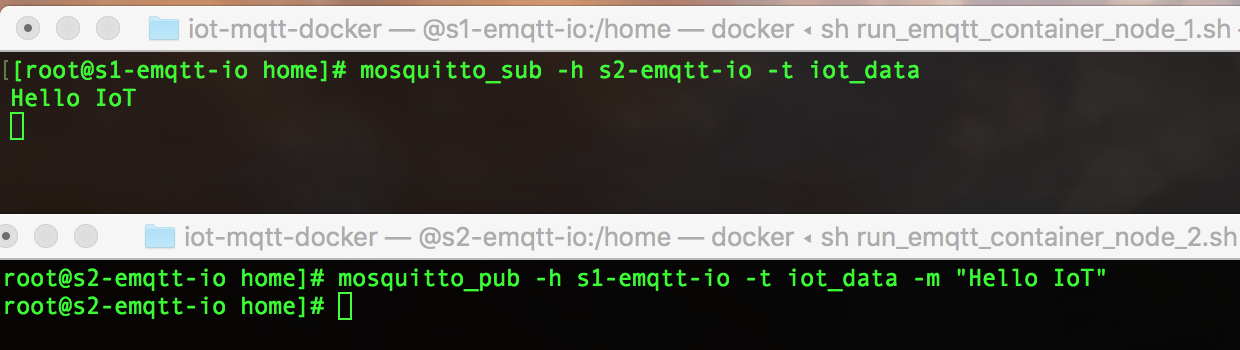 iot-mqtt-docker — @s1-emqtt-io:/home — docker ◂ sh run_emqtt_container_node_1.sh
[[root@s1-emqtt-io home]# mosquitto_sub -h s2-emqtt-io -t iot_data
Hello IoT
iot-mqtt-docker — @s2-emqtt-io:/home — docker ◂ sh run_emqtt_container_node_2.sh
root@s2-emqtt-io home]# mosquitto_pub -h s1-emqtt-io -t iot_data -m "Hello IoT"
root@s2-emqtt-io home]#